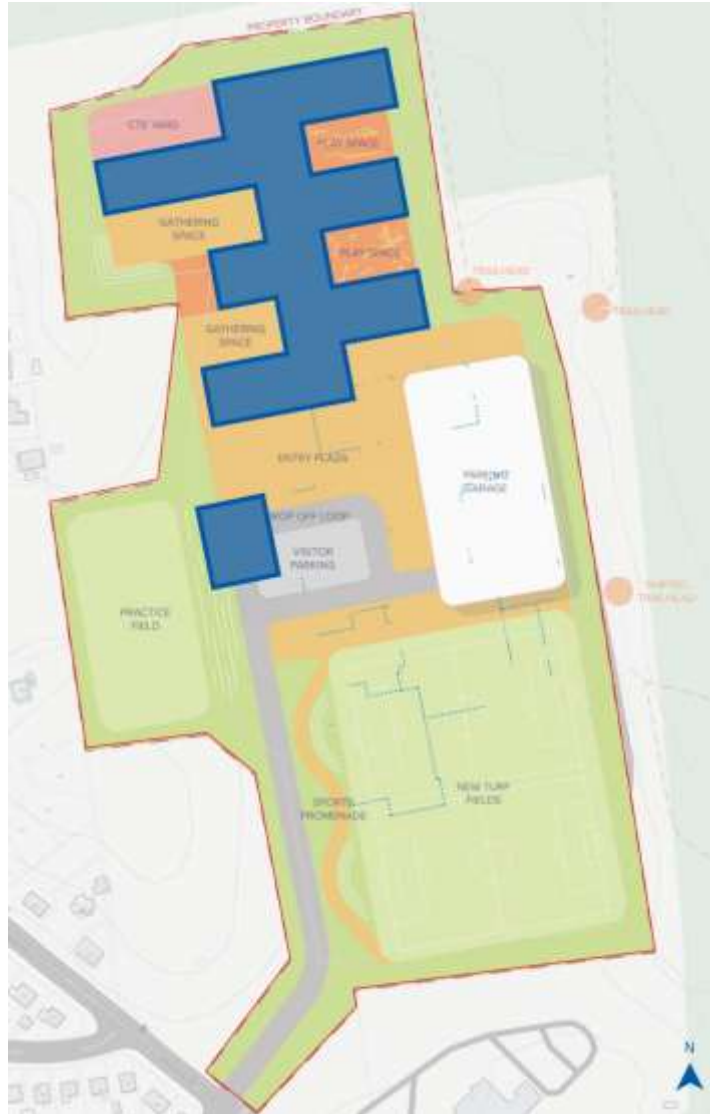 PROPERTY BOUNDARY
CTE YARD
PLAY SPACE
GATHERING
SPACE
PLAY SPACE
TRAILHEAD
TRAILHEAD
GATHERING
SPACE
ENTRY PLAZA
PARKING
GARAGE
DROP OFF LOOP
VISITOR
PARKING
TRAILHEAD
PRACTICE
FIELD
SPORTS
PROMENADE
NEW TURF
FIELDS
N